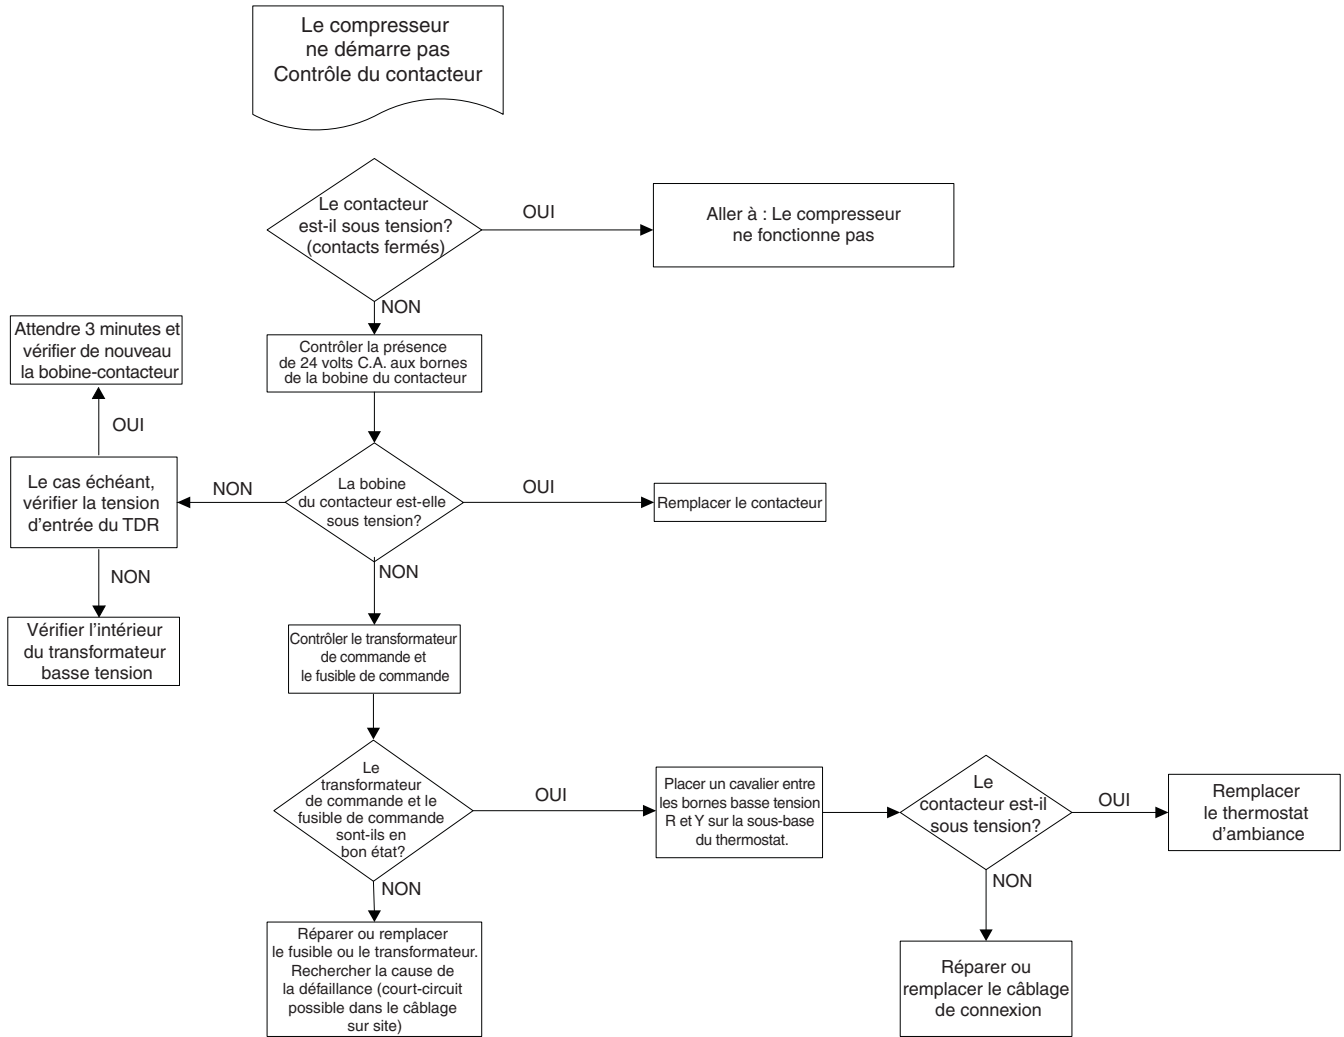 Le compresseur
ne démarre pas
Contrôle du contacteur
Le contacteur
est-il sous tension?
(contacts fermés)
OUI
Aller à : Le compresseur
ne fonctionne pas
NON
Contrôler la présence
de 24 volts C.A. aux bornes
de la bobine du contacteur
Attendre 3 minutes et
vérifier de nouveau
la bobine-contacteur
OUI
Le cas échéant,
vérifier la tension
d'entrée du TDR
NON
La bobine
du contacteur est-elle
sous tension?
OUI
Remplacer le contacteur
NON
NON
Vérifier l'intérieur
du transformateur
basse tension
Contrôler le transformateur
de commande et
le fusible de commande
Le
transformateur
de commande et le
fusible de commande
sont-ils en
bon état?
OUI
Placer un cavalier entre
les bornes basse tension
R et Y sur la sous-base
du thermostat.
Le
contacteur est-il
sous tension?
OUI
Remplacer
le thermostat
d'ambiance
NON
Réparer ou remplacer
le fusible ou le transformateur.
Rechercher la cause de
la défaillance (court-circuit
possible dans le câblage
sur site)
NON
Réparer ou
remplacer le câblage
de connexion